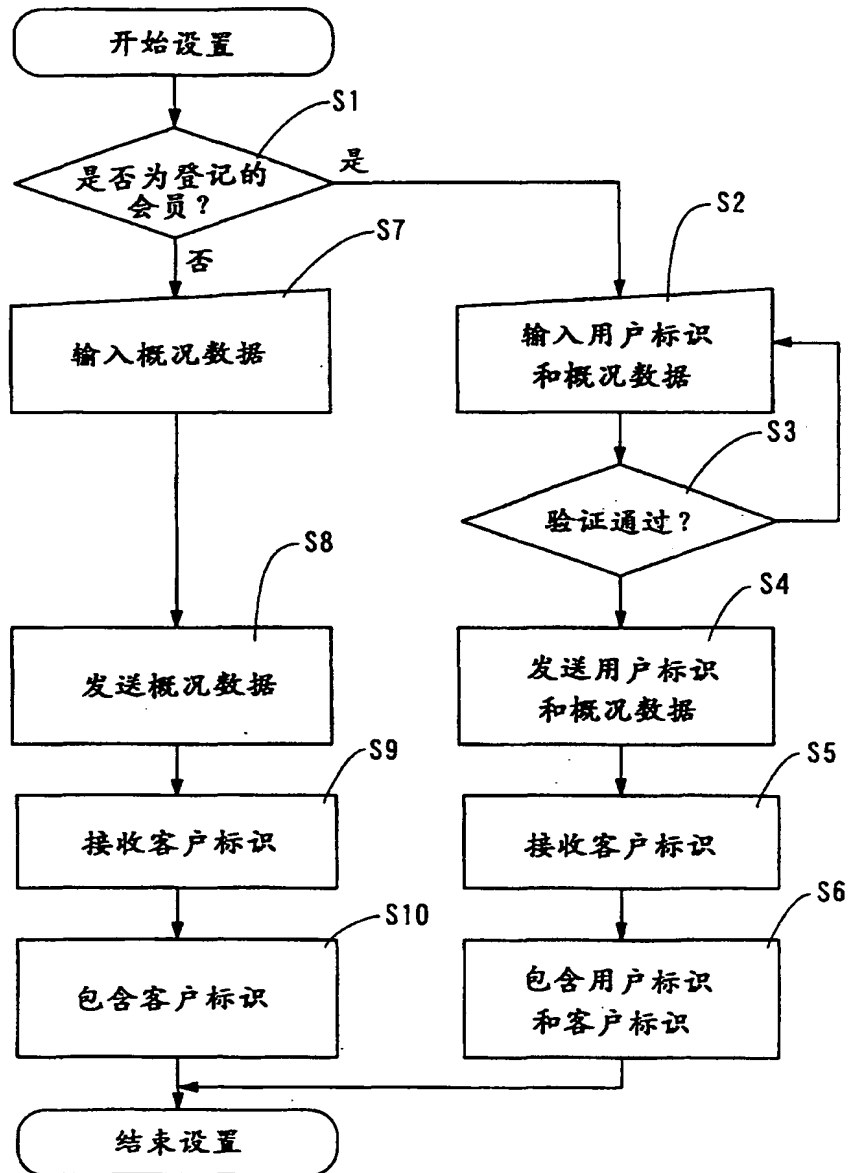 开始设置
S1
是否为登记的
会员？
是
否
S7
S2
输入概况数据
输入用户标识
和概况数据
S3
验证通过？
S8
S4
发送概况数据
发送用户标识
和概况数据
S9
S5
接收客户标识
接收客户标识
S10
S6
包含客户标识
包含用户标识
和客户标识
结束设置